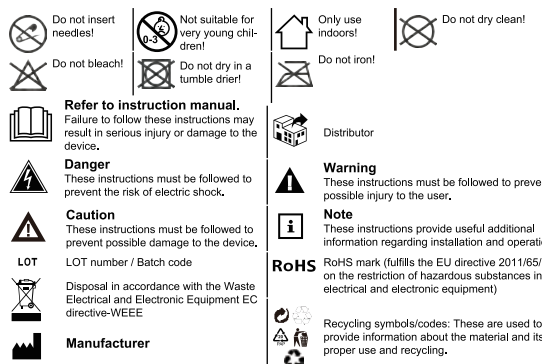 Do not insert
needles!
0-3
Not suitable for
very young chil-
dren!
Only use
indoors!
Do not dry clean!
Do not bleach!
Do not dry in a
tumble drier!
Do not iron!
Refer to instruction manual.
Failure to follow these instructions may
result in serious injury or damage to the
device.
Distributor
Danger
These instructions must be followed to
prevent the risk of electric shock.
Warning
These instructions must be followed to preve
possible injury to the user.
Caution
These instructions must be followed to
prevent possible damage to the device.
i
Note
These instructions provide useful additional
information regarding installation and operati
LOT
LOT number / Batch code
RoHS
RoHS mark (fulfills the EU directive 2011/65/
on the restriction of hazardous substances in
electrical and electronic equipment)
Disposal in accordance with the Waste
Electrical and Electronic Equipment EC
directive-WEEE
Manufacturer
Recycling symbols/codes: These are used to
provide information about the material and its
proper use and recycling.